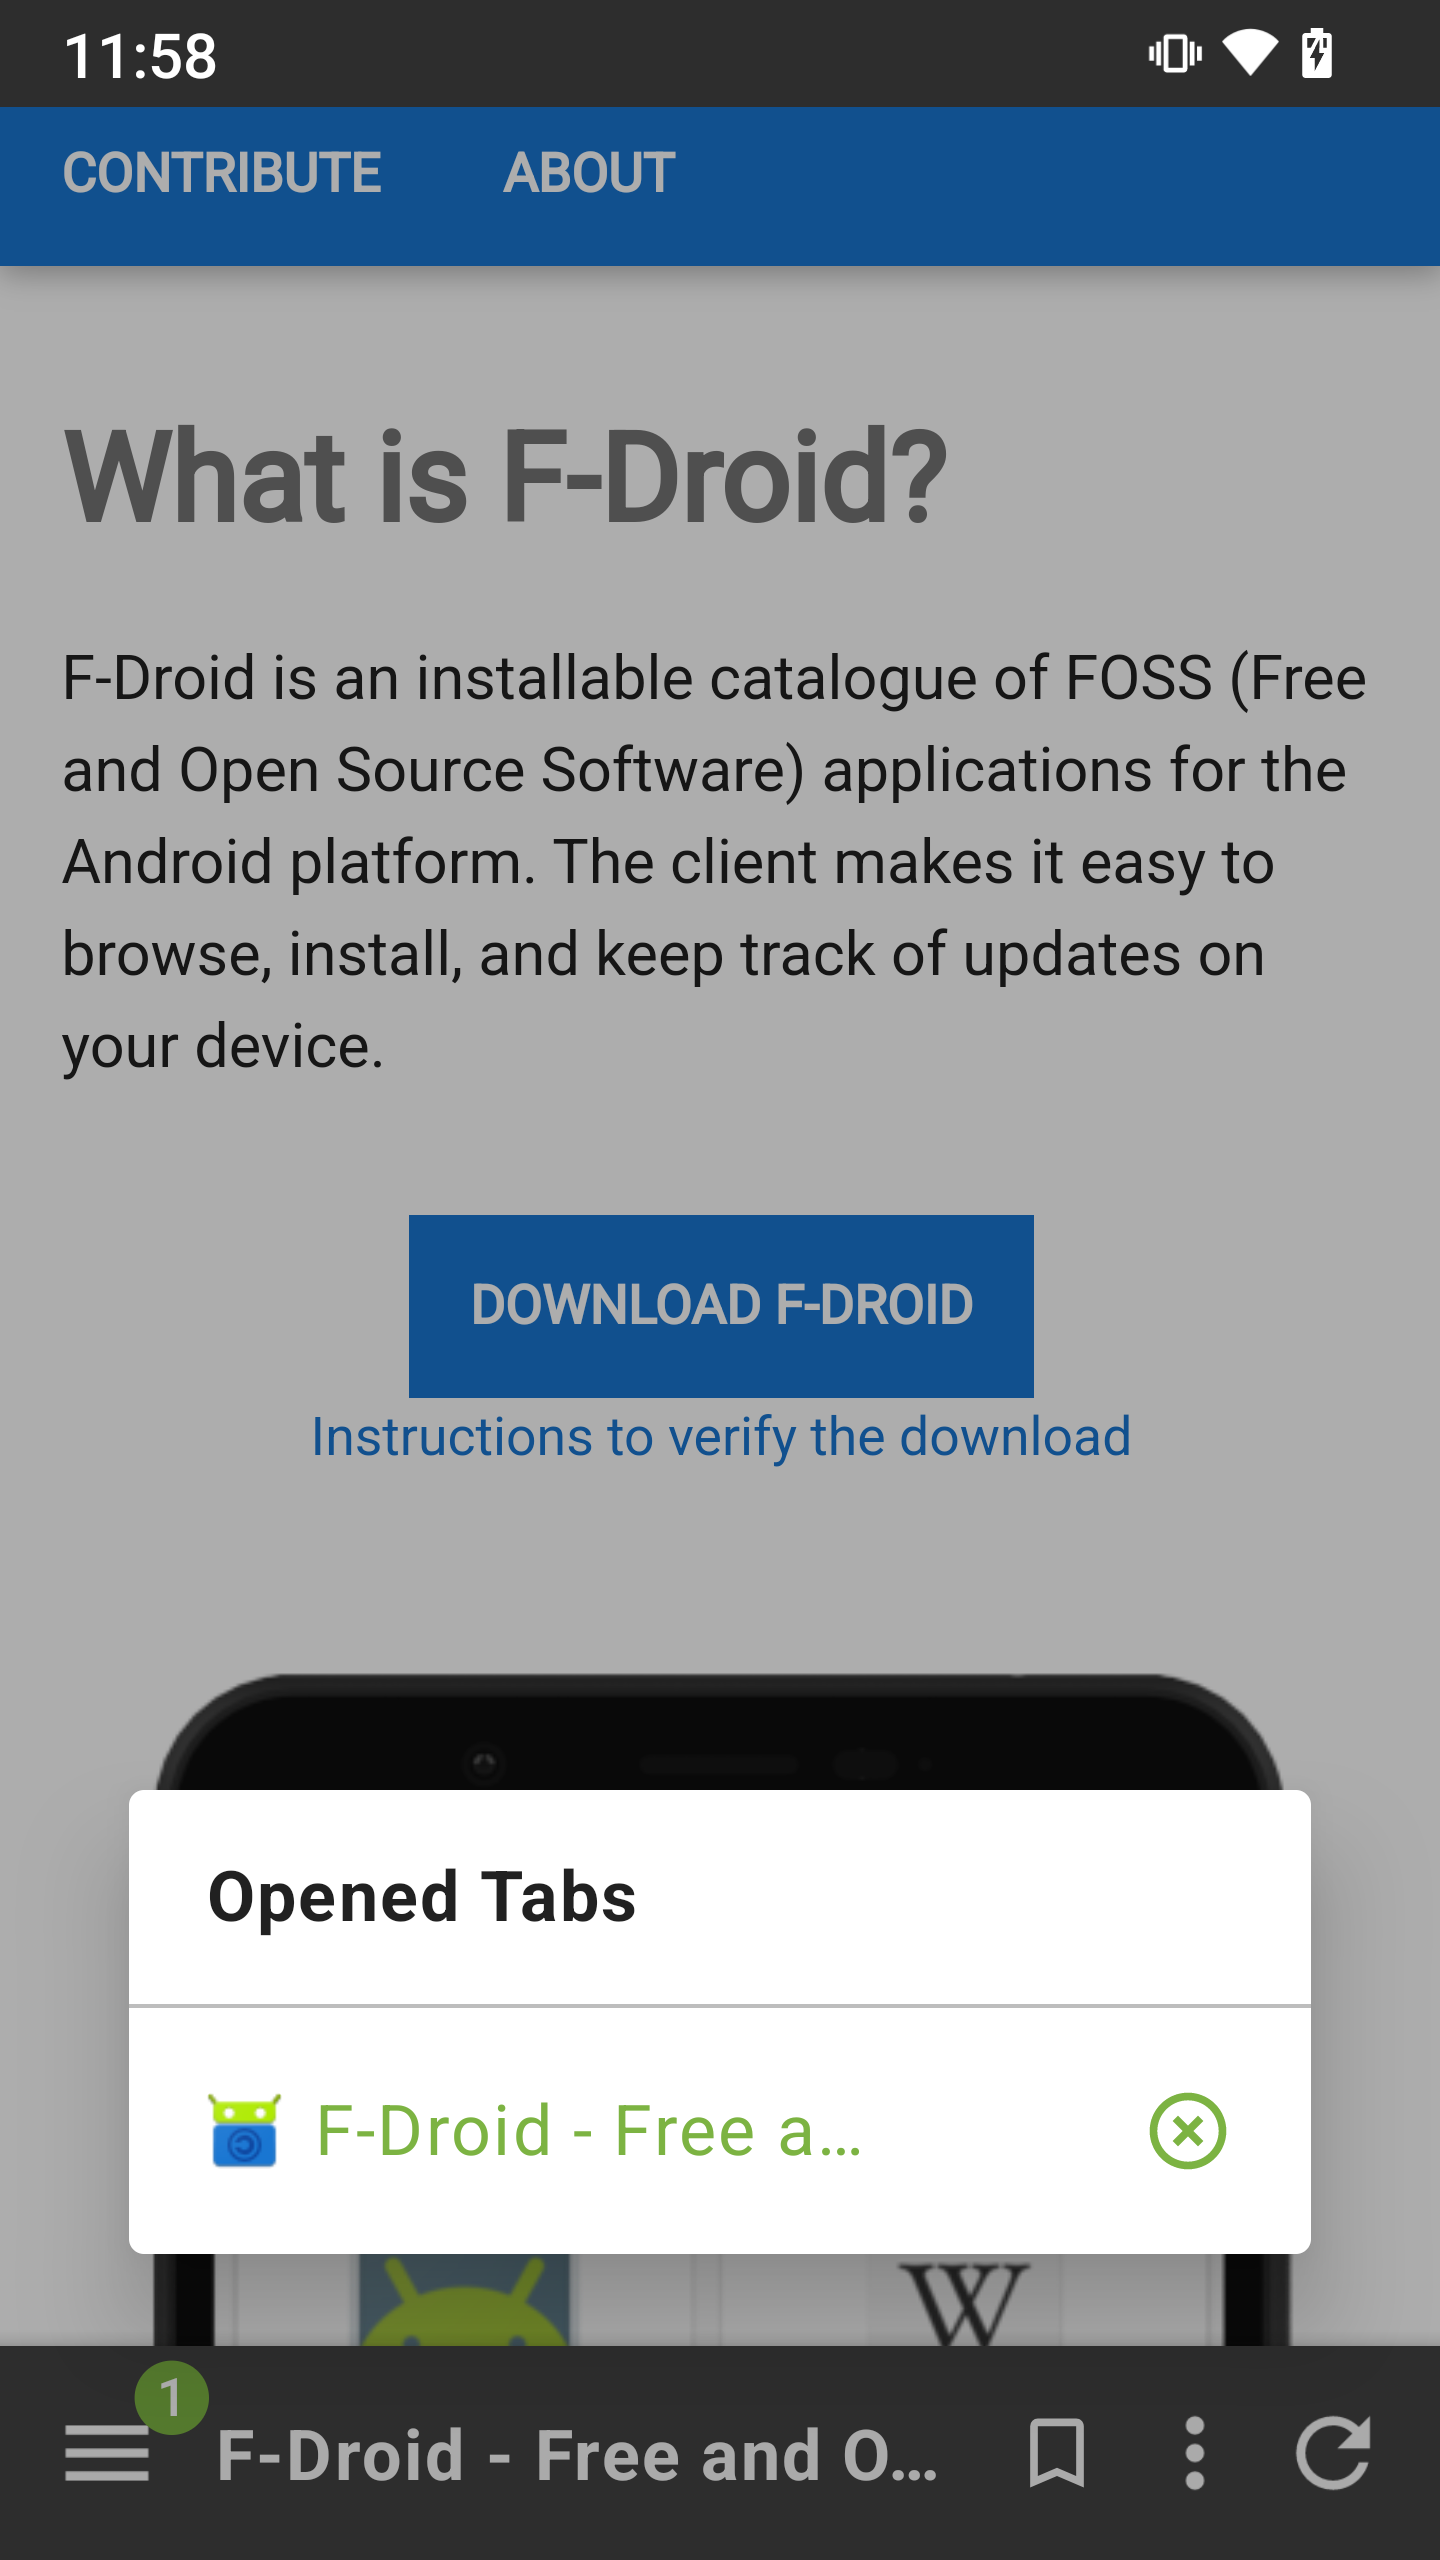 11:58
CONTRIBUTE ABOUT
What is F-Droid?
F-Droid is an installable catalogue of FOSS (Free
and Open Source Software) applications for the
Android platform. The client makes it easy to
browse, install, and keep track of updates on
your device.
DOWNLOAD F-DROID
Instructions to verify the download
Opened Tabs
F-Droid - Free a…
W
1
F-Droid - Free and O…